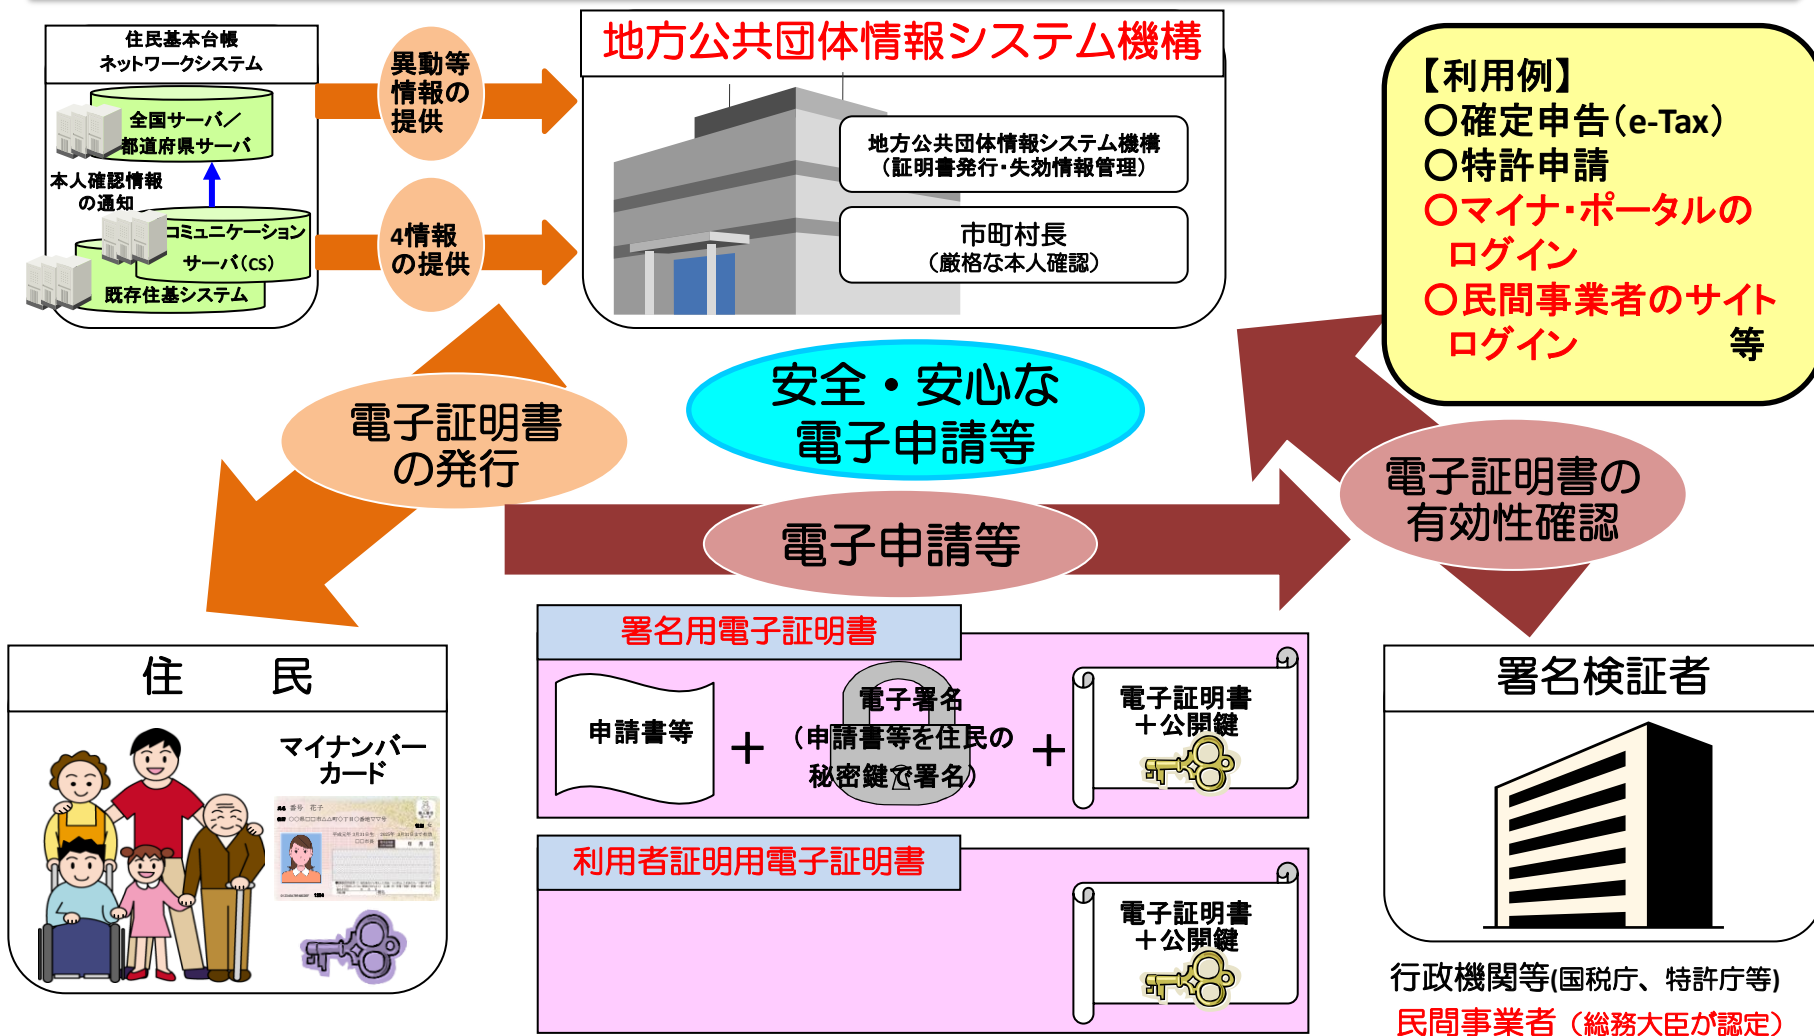 住民基本台帳
ネットワークシステム
全国サーバ／
都道府県サーバ
本人確認情報
の通知
コミュニケーション
サーバ(CS)
既存住基システム
異動等
情報の
提供
4情報
の提供
地方公共団体情報システム機構
地方公共団体情報システム機構
（証明書発行・失効情報管理）
市町村長
（厳格な本人確認）
【利用例】
○確定申告（e-Tax）
○特許申請
○マイナ・ポータルの
ログイン
○民間事業者のサイト
ログイン 等
電子証明書
の発行
安全・安心な
電子申請等
電子申請等
電子証明書の
有効性確認
住 民
マイナンバー
カード
番号 花子
署名用電子証明書
申請書等
＋
電子署名
（申請書等を住民の
秘密鍵で署名）
＋
電子証明書
＋公開鍵
利用者証明用電子証明書
電子証明書
＋公開鍵
署名検証者
行政機関等(国税庁、特許庁等)
民間事業者（総務大臣が認定）